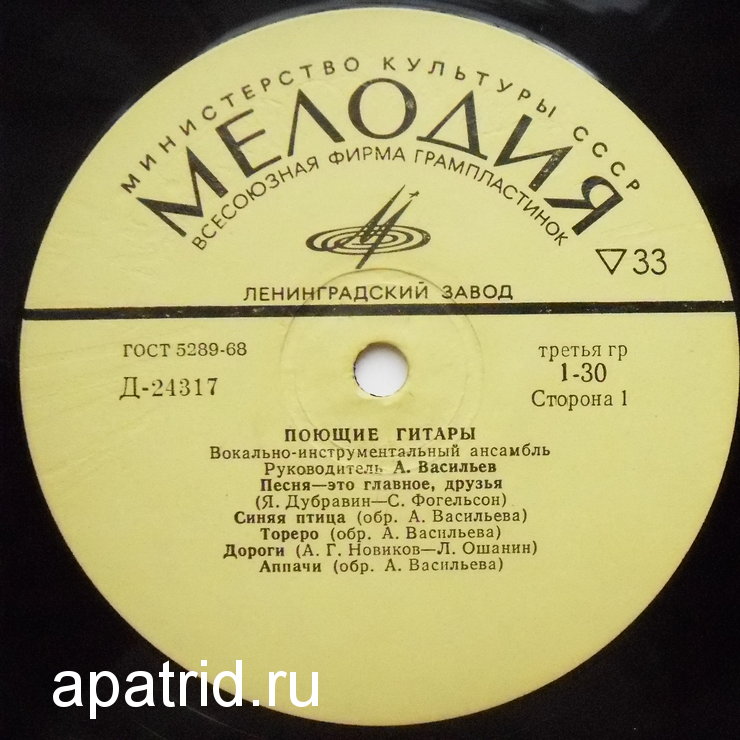 МИНИСТЕРСТВО КУЛЬТУРЫ СССР
МЕЛОДИЯ
ВСЕСОЮЗНАЯ ФИРМА ГРАМПЛАСТИНОК
▽33
ЛЕНИНГРАДСКИЙ ЗАВОД
ГОСТ 5289-68
третья гр
Д-24317
1-30
Сторона 1
ПОЮЩИЕ ГИТАРЫ
Вокально-инструментальный ансамбль
Руководитель А. Васильев
Песня—это главное, друзья
(Я. Дубравин—С. Фогельсон)
Синяя птица (обр. А. Васильева)
Тореро (обр. А. Васильева)
Дороги (А. Г. Новиков—Л. Ошанин)
Аппачи (обр. А. Васильева)
apatrid.ru